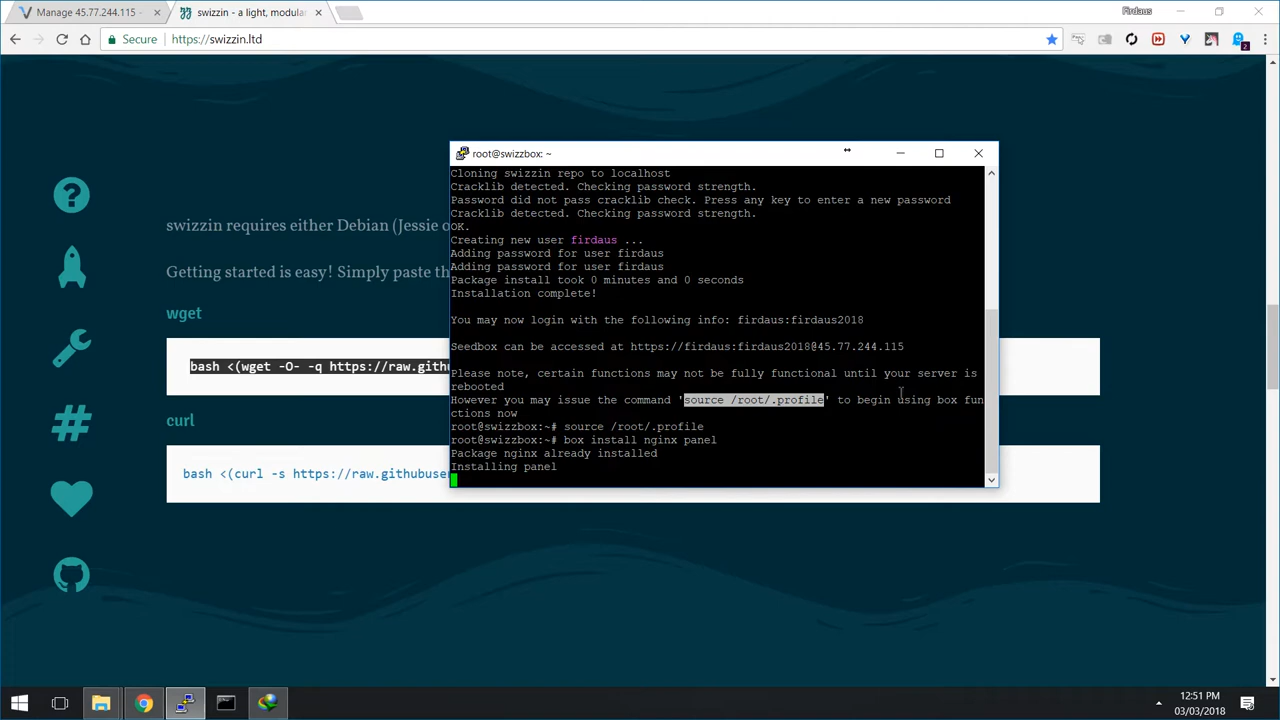 Manage 45.77.244.115 -
swizzin - a light, modula
Firdaus
Secure
https://swizzin.ltd
2
swizzin requires either Debian (Jessie o
Getting started is easy! Simply paste th
wget
bash <(wget -O- -q https://raw.gith
curl
bash <(curl -s https://raw.githubuse
root@swizzbox: ~
Cloning swizzin repo to localhost
Cracklib detected. Checking password strength.
Password did not pass cracklib check. Press any key to enter a new password
Cracklib detected. Checking password strength.
OK.
Creating new user firdaus ...
Adding password for user firdaus
Adding password for user firdaus
Package install took 0 minutes and 0 seconds
Installation complete!
You may now login with the following info: firdaus:firdaus2018
Seedbox can be accessed at https://firdaus:firdaus2018@45.77.244.115
Please note, certain functions may not be fully functional until your server is
rebooted
However you may issue the command 'source /root/.profile' to begin using box fun
ctions now
root@swizzbox:~# source /root/.profile
root@swizzbox:~# box install nginx panel
Package nginx already installed
Installing panel
12:51 PM
03/03/2018